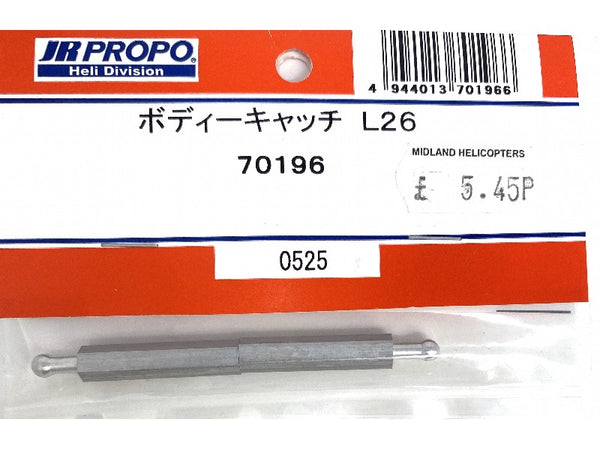 JR PROPO®
Heli Division
4 944013 701966
ボディーキャッチ L26
70196
MIDLAND HELICOPTERS
£ 5.45P
0525